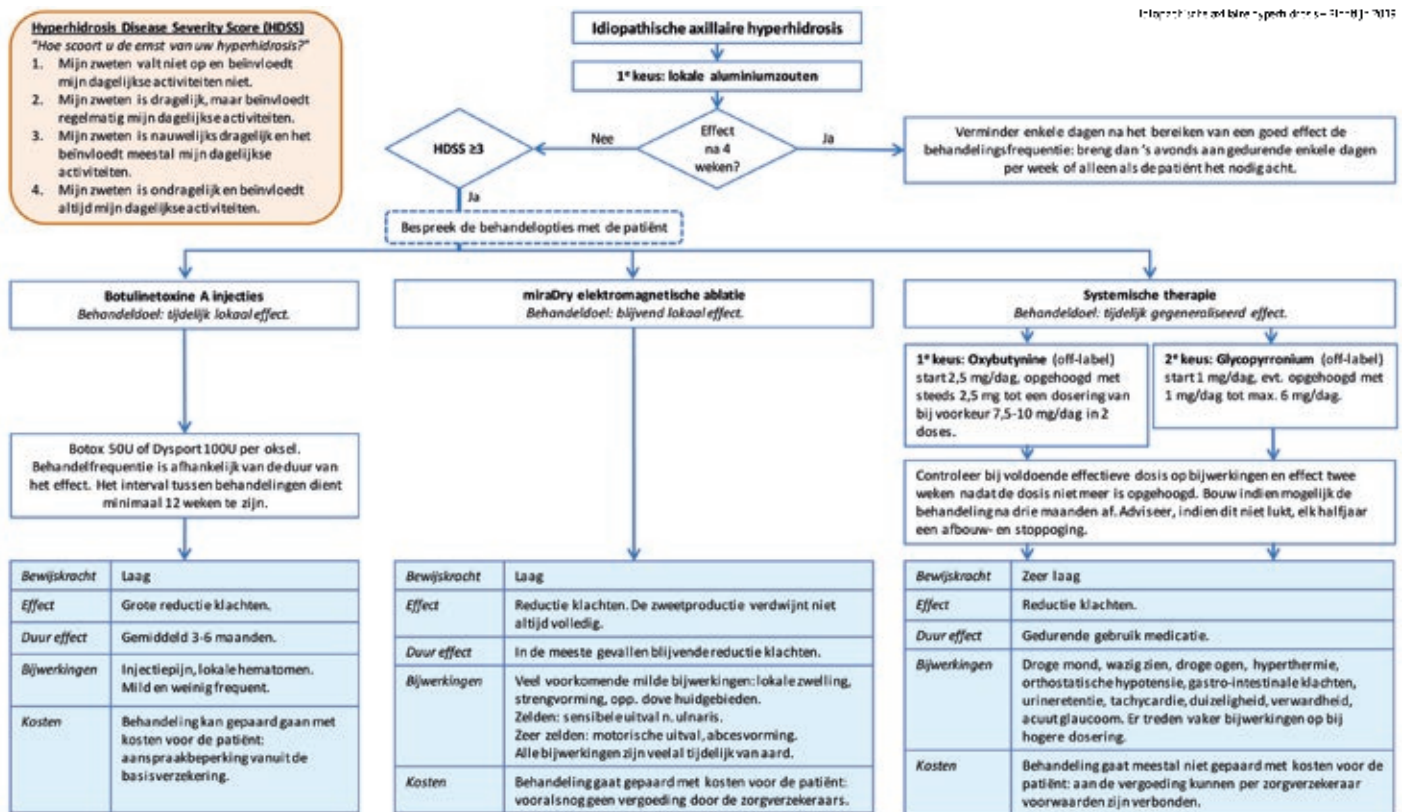 Idiopathische axillaire hyperhidrosis – 2019
Hyperhidrosis Disease Severity Score (HDSS)
"Hoe scoort u de ernst van uw hyperhidrosis?"
1. Mijn zweten valt niet op en beïnvloedt
mijn dagelijkse activiteiten niet.
2. Mijn zweten is dragelijk, maar beïnvloedt
regelmatig mijn dagelijkse activiteiten.
3. Mijn zweten is nauwelijks dragelijk en het
beïnvloedt meestal mijn dagelijkse
activiteiten.
4. Mijn zweten is ondragelijk en beïnvloedt
altijd mijn dagelijkse activiteiten.
Idiopathische axillaire hyperhidrosis
1e keus: lokale aluminiumzouten
Effect
na 4
weken?
Nee
Ja
HDSS ≥3
Verminder enkele dagen na het bereiken van een goed effect de
behandelingsfrequentie: breng dan 's avonds aan gedurende enkele dagen
per week of alleen als de patiënt het nodig acht.
Ja
Bespreek de behandelopties met de patiënt
Botulinetoxine A injecties
Behandeldoel: tijdelijk lokaal effect.
Botox 50U of Dysport 100U per oksel.
Behandelfrequentie is afhankelijk van de duur van
het effect. Het interval tussen behandelingen dient
minimaal 12 weken te zijn.
Bewijskracht Laag
Effect Grote reductie klachten.
Duur effect Gemiddeld 3-6 maanden.
Bijwerkingen Injectiepijn, lokale hematomen.
Mild en weinig frequent.
Kosten Behandeling kan gepaard gaan met
kosten voor de patiënt:
aanspraakbeperking vanuit de
basisverzekering.
miraDry elektromagnetische ablatie
Behandeldoel: blijvend lokaal effect.
Bewijskracht Laag
Effect Reductie klachten. De zweetproductie verdwijnt niet
altijd volledig.
Duur effect In de meeste gevallen blijvende reductie klachten.
Bijwerkingen Veel voorkomende milde bijwerkingen: lokale zwelling,
strengvorming, opp. dove huidgebieden.
Zelden: sensibele uitval n. ulnaris.
Zeer zelden: motorische uitval, abcesvorming.
Alle bijwerkingen zijn veelal tijdelijk van aard.
Kosten Behandeling gaat gepaard met kosten voor de patiënt:
vooralsnog geen vergoeding door de zorgverzekeraars.
Systemische therapie
Behandeldoel: tijdelijk gegeneraliseerd effect.
1e keus: Oxybutynine (off-label)
start 2,5 mg/dag, opgehoogd met
steeds 2,5 mg tot een dosering van
bij voorkeur 7,5-10 mg/dag in 2
doses.
2e keus: Glycopyrronium (off-label)
start 1 mg/dag, evt. opgehoogd met
1 mg/dag tot max. 6 mg/dag.
Controleer bij voldoende effectieve dosis op bijwerkingen en effect twee
weken nadat de dosis niet meer is opgehoogd. Bouw indien mogelijk de
behandeling na drie maanden af. Adviseer, indien dit niet lukt, elk halfjaar
een afbouw- en stoppoging.
Bewijskracht Zeer laag
Effect Reductie klachten.
Duur effect Gedurende gebruik medicatie.
Bijwerkingen Droge mond, wazig zien, droge ogen, hyperthermie,
orthostatische hypotensie, gastro-intestinale klachten,
urineretentie, tachycardie, duizeligheid, verwardheid,
acuut glaucoom. Er treden vaker bijwerkingen op bij
hogere dosering.
Kosten Behandeling gaat meestal niet gepaard met kosten voor de
patiënt: aan de vergoeding kunnen per zorgverzekeraar
voorwaarden zijn verbonden.